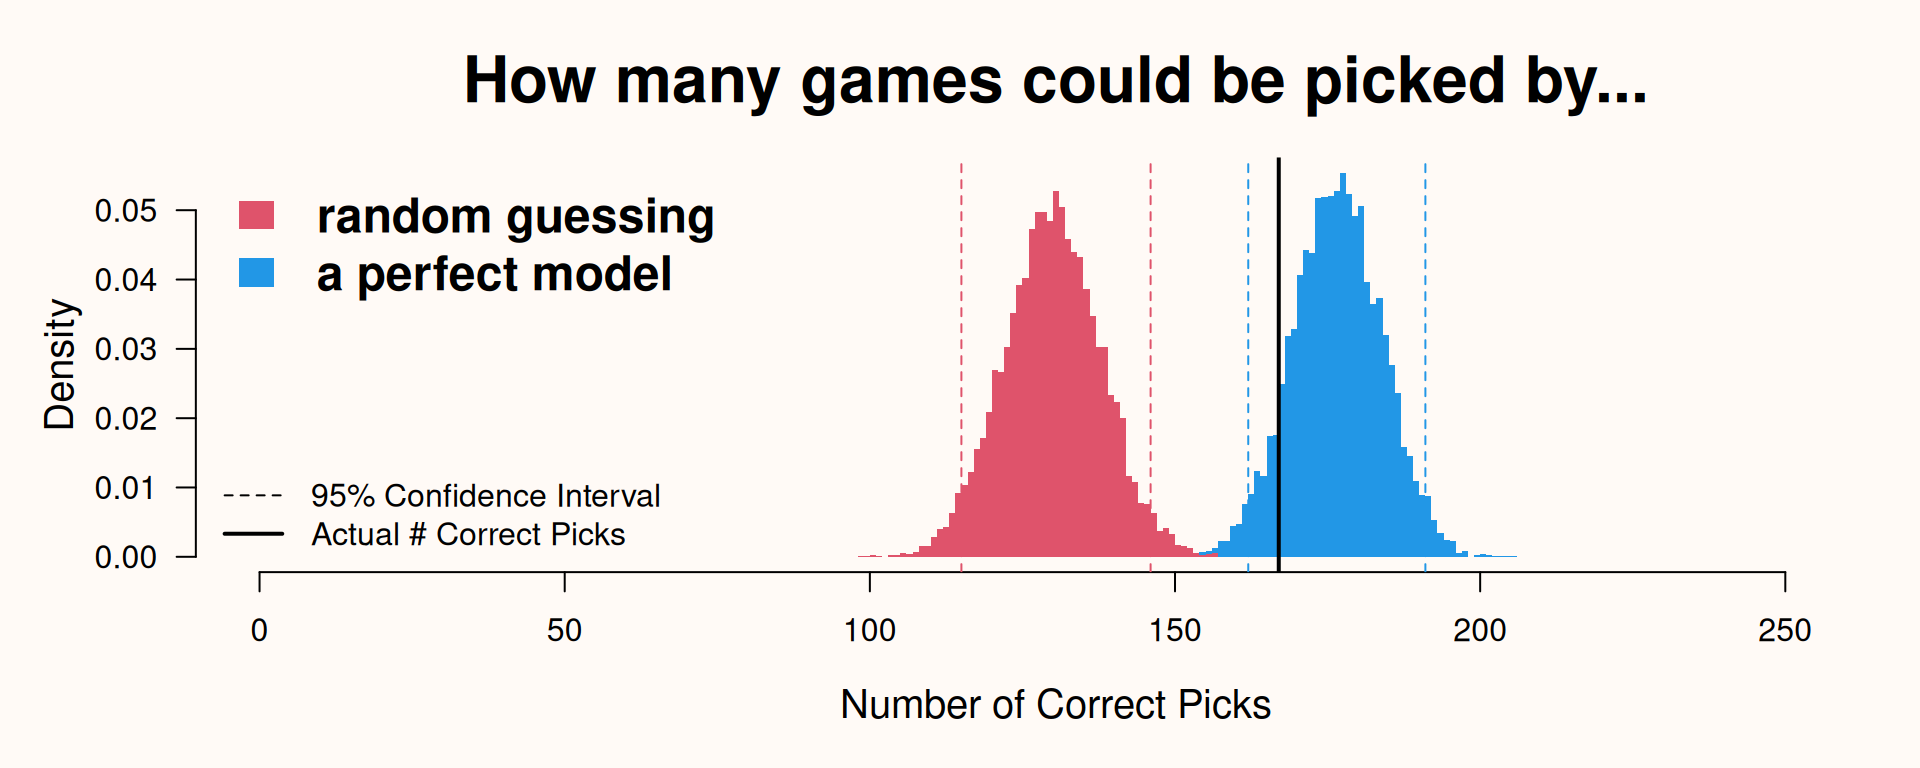 How many games could be picked by...
random guessing
a perfect model
0.05
0.04
0.03
0.02
0.01
0.00
Density
95% Confidence Interval
Actual # Correct Picks
0 50 100 150 200 250
Number of Correct Picks